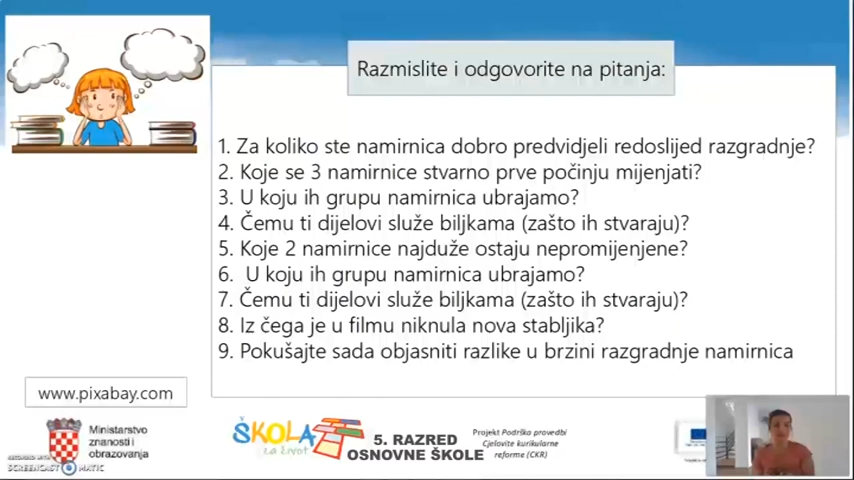 Razmislite i odgovorite na pitanja:
1. Za koliko ste namirnica dobro predvidjeli redoslijed razgradnje?
2. Koje se 3 namirnice stvarno prve počinju mijenjati?
3. U koju ih grupu namirnica ubrajamo?
4. Čemu ti dijelovi služe biljkama (zašto ih stvaraju)?
5. Koje 2 namirnice najduže ostaju nepromijenjene?
6. U koju ih grupu namirnica ubrajamo?
7. Čemu ti dijelovi služe biljkama (zašto ih stvaraju)?
8. Iz čega je u filmu niknula nova stabljika?
9. Pokušajte sada objasniti razlike u brzini razgradnje namirnica
www.pixabay.com
Ministarstvo
znanosti i
obrazovanja
RECORDED WITH
SCREENCAST MATIC
ŠKOLA
za život
5. RAZRED
OSNOVNE ŠKOLE
Projekt Podrška provedbi
Cjelovite kurikularne
reforme (CKR)